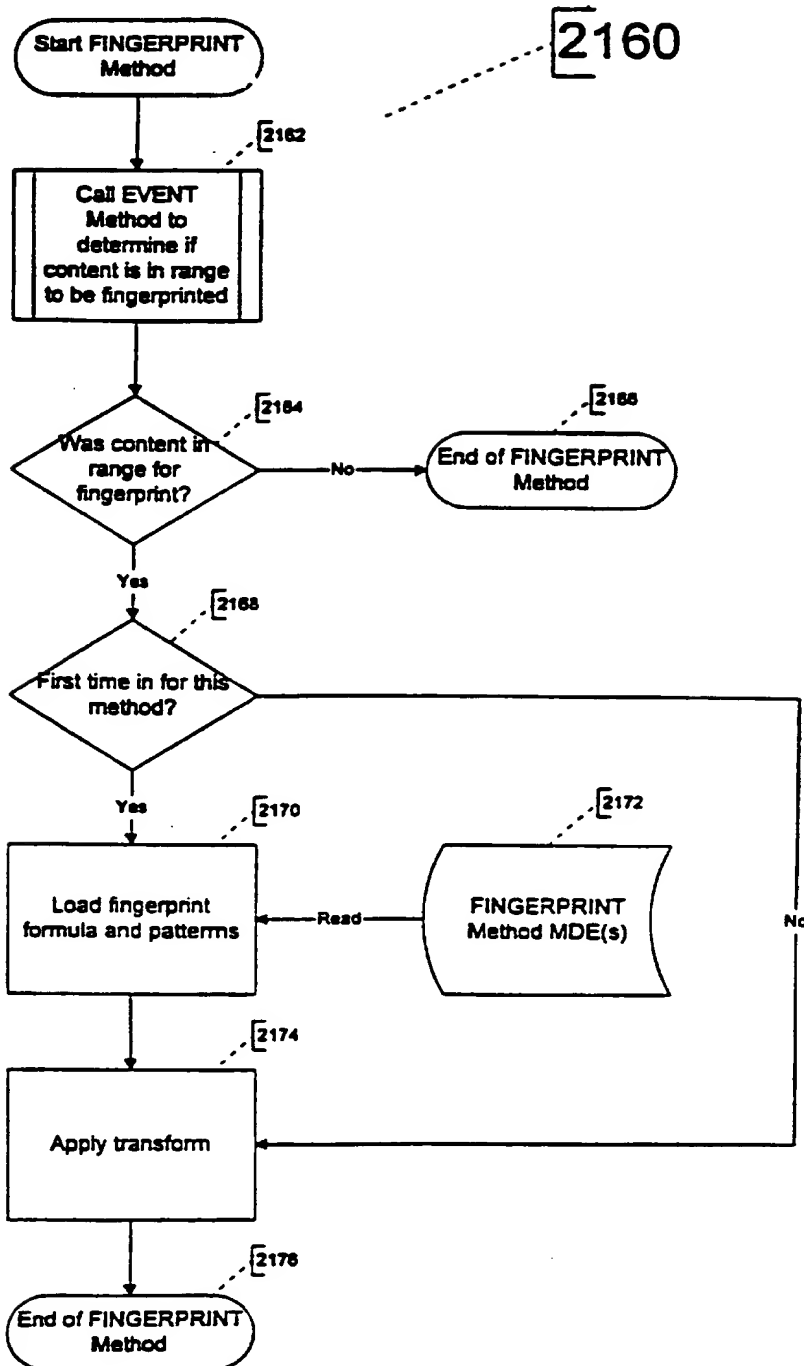 Start FINGERPRINT
Method
2160
2162
Call EVENT
Method to
determine if
content is in range
to be fingerprinted
2164
Was content in
range for
fingerprint?
No
2166
End of FINGERPRINT
Method
Yes
2168
First time in for this
method?
No
Yes
2170
Load fingerprint
formula and patterns
Read
2172
FINGERPRINT
Method MDE(s)
2174
Apply transform
2176
End of FINGERPRINT
Method